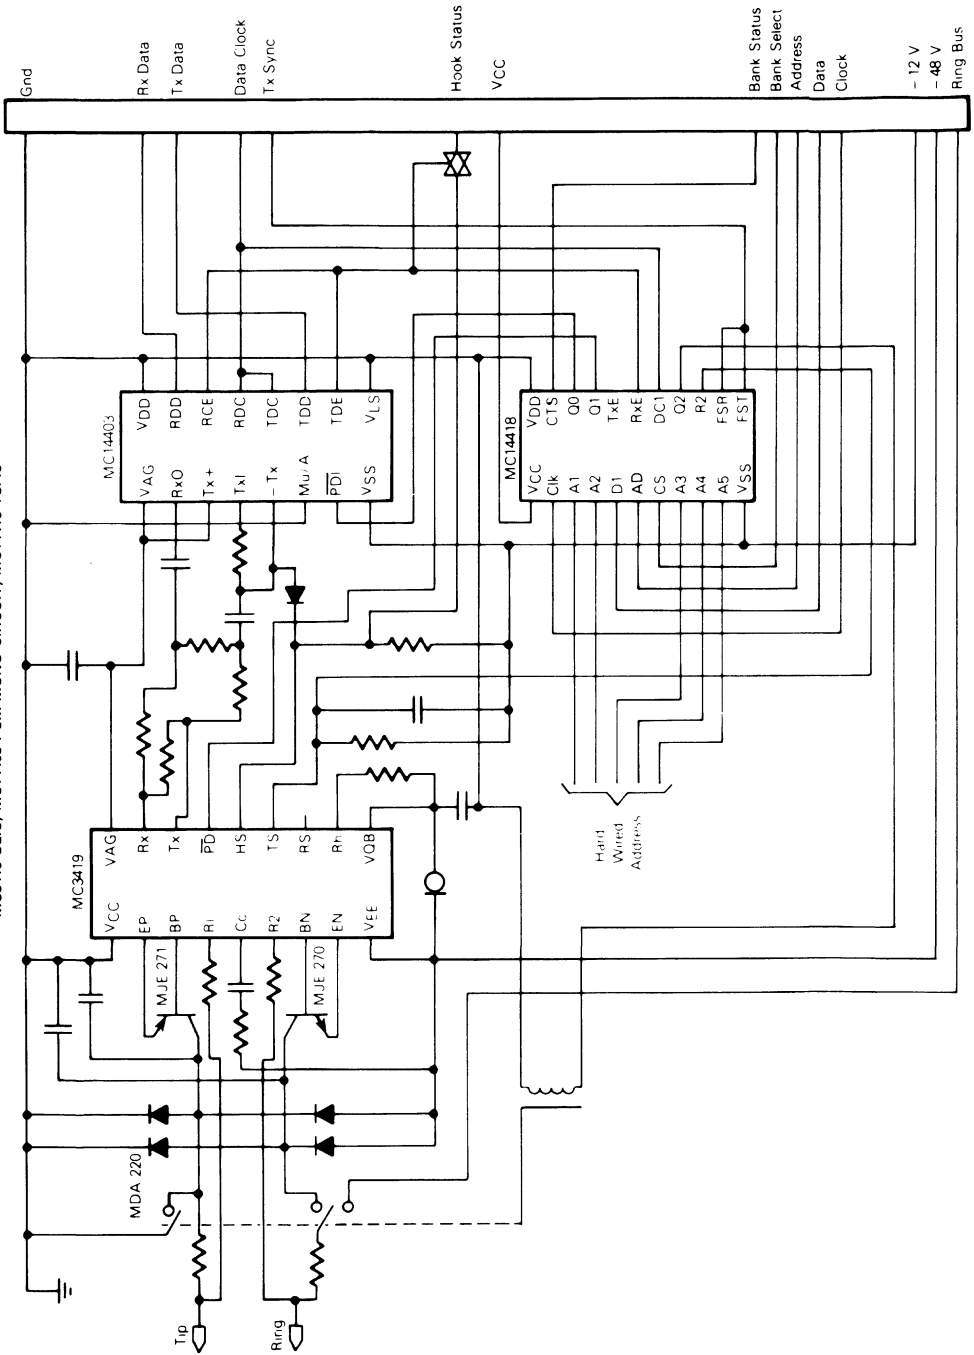 Gnd
Rx Data
Tx Data
Data Clock
Tx Sync
Hook Status
VCC
Bank Status
Bank Select
Address
Data
Clock
- 12 V
- 48 V
Ring Bus
MC14403
VDD
RDD
RCE
RDC
TDC
TDD
TDE
VLS
VAG
RxO
Tx+
TxI
-Tx
Mu/A
PDI
VSS
MC14418
VDD
CTS
Q0
Q1
TxE
RxE
DC1
Q2
R2
FSR
FST
VCC
Clk
A1
A2
D1
AD
CS
A3
A4
A5
VSS
MC3419
VAG
Rx
Tx
PD
HS
TS
RS
Rh
VQB
VCC
EP
BP
R1
Cc
R2
BN
EN
VEE
MJE 271
MJE 270
MDA 220
Hard
Wired
Address
Tip
Ring